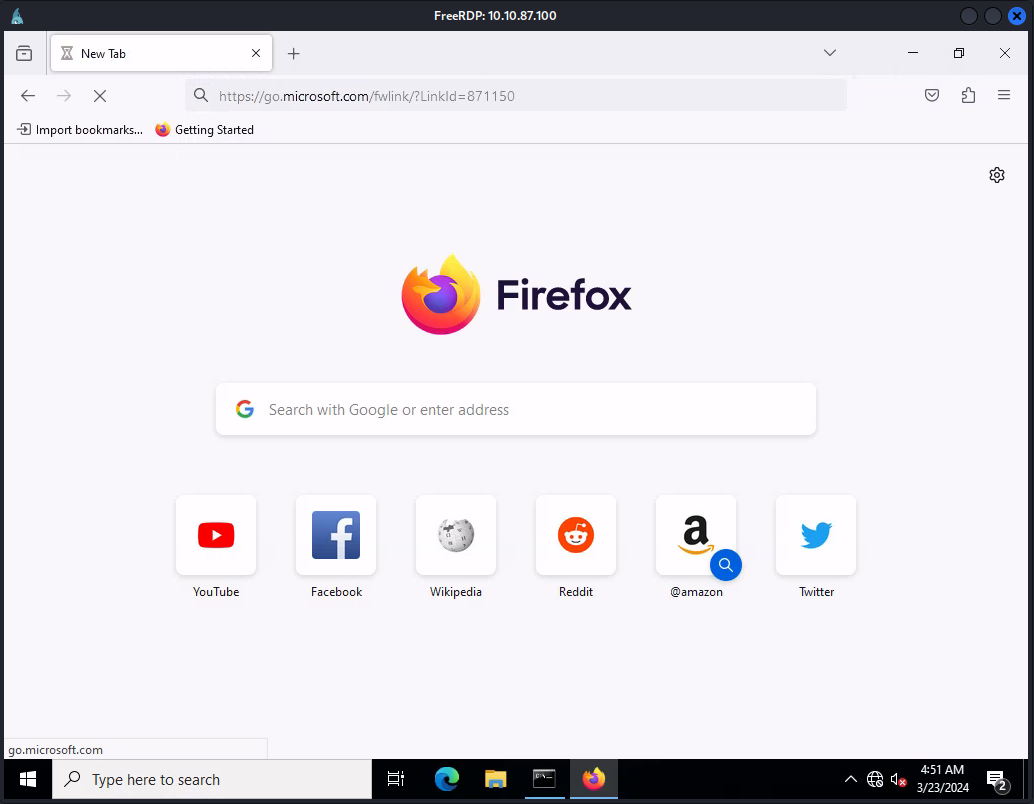 FreeRDP: 10.10.87.100
New Tab
https://go.microsoft.com/fwlink/?LinkId=871150
Import bookmarks... Getting Started
Firefox
Search with Google or enter address
YouTube Facebook Wikipedia Reddit @amazon Twitter
go.microsoft.com
Type here to search
4:51 AM
3/23/2024
2